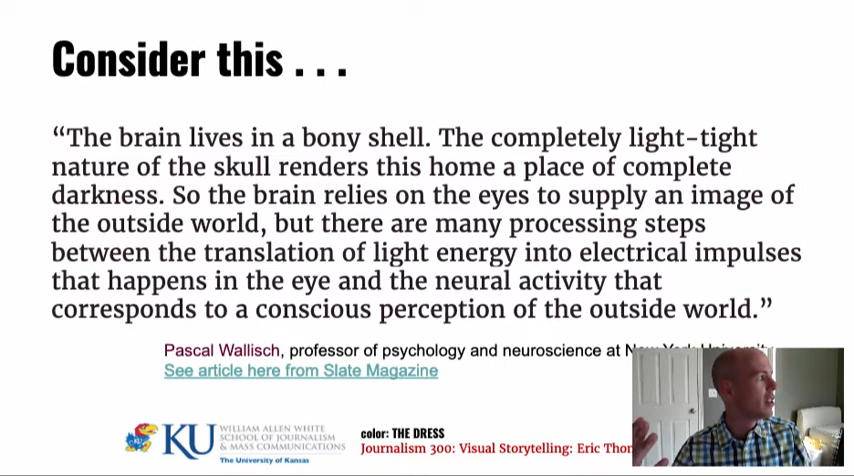 Consider this . . .
“The brain lives in a bony shell. The completely light-tight
nature of the skull renders this home a place of complete
darkness. So the brain relies on the eyes to supply an image of
the outside world, but there are many processing steps
between the translation of light energy into electrical impulses
that happens in the eye and the neural activity that
corresponds to a conscious perception of the outside world.”
Pascal Wallisch, professor of psychology and neuroscience at New York University
See article here from Slate Magazine
KU
WILLIAM ALLEN WHITE
SCHOOL OF JOURNALISM
& MASS COMMUNICATIONS
The University of Kansas
color: THE DRESS
Journalism 300: Visual Storytelling: Eric